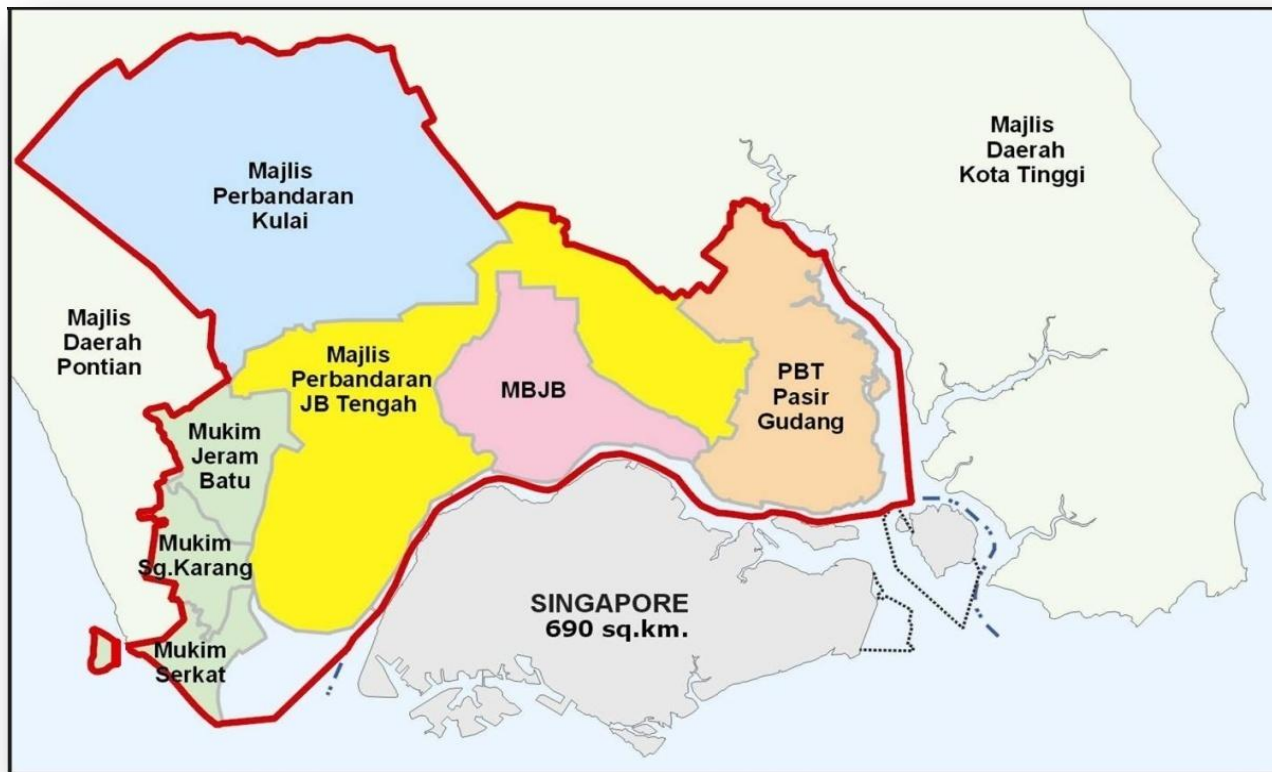 Majlis
Perbandaran
Kulai
Majlis
Daerah
Kota Tinggi
Majlis
Daerah
Pontian
Majlis
Perbandaran
JB Tengah
MBJB
PBT
Pasir
Gudang
Mukim
Jeram
Batu
Mukim
Sg.Karang
Mukim
Serkat
SINGAPORE
690 sq.km.